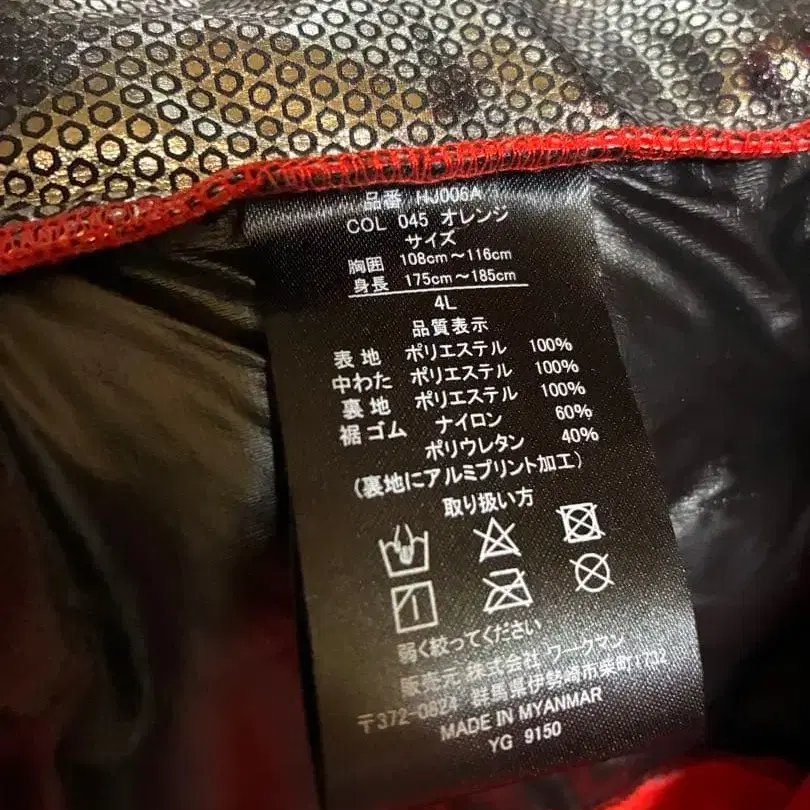 品番 HJ006A
COL 045 オレンジ
サイズ
胸囲 108cm～116cm
身長 175cm～185cm
4L
品質表示
表地 ポリエステル 100%
中わた ポリエステル 100%
裏地 ポリエステル 100%
裾ゴム ナイロン 60%
ポリウレタン 40%
(裏地にアルミプリント加工)
取り扱い方
弱く絞ってください
販売元 株式会社 ワークマン
〒372-0824 群馬県伊勢崎市柴町1732
MADE IN MYANMAR
YG 9150